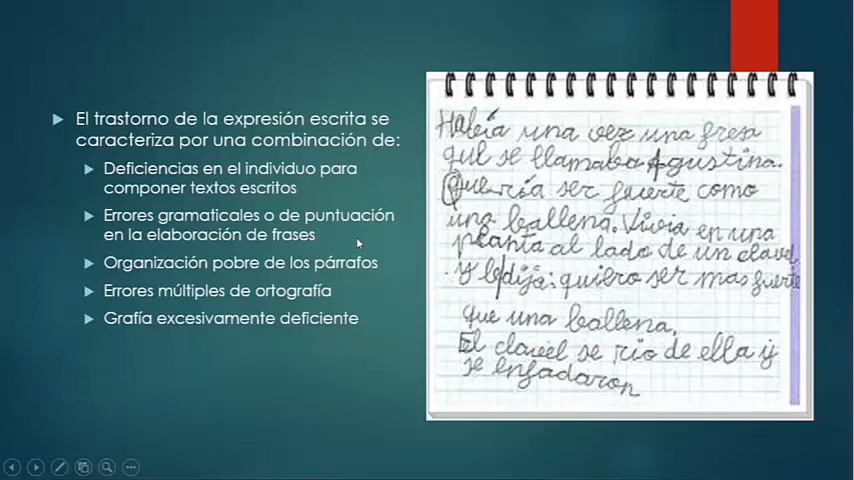 El trastorno de la expresión escrita se
caracteriza por una combinación de:
Deficiencias en el individuo para
componer textos escritos
Errores gramaticales o de puntuación
en la elaboración de frases
Organización pobre de los párrafos
Errores múltiples de ortografía
Grafía excesivamente deficiente
Había una vez una fresa
que se llamaba Agustina.
Quería ser fuerte como
una ballena. Vivia en una
planta al lado de un clavel
y le dija: quiero ser mas fuerte
que una ballena.
El clavel se rio de ella y
se enfadaron